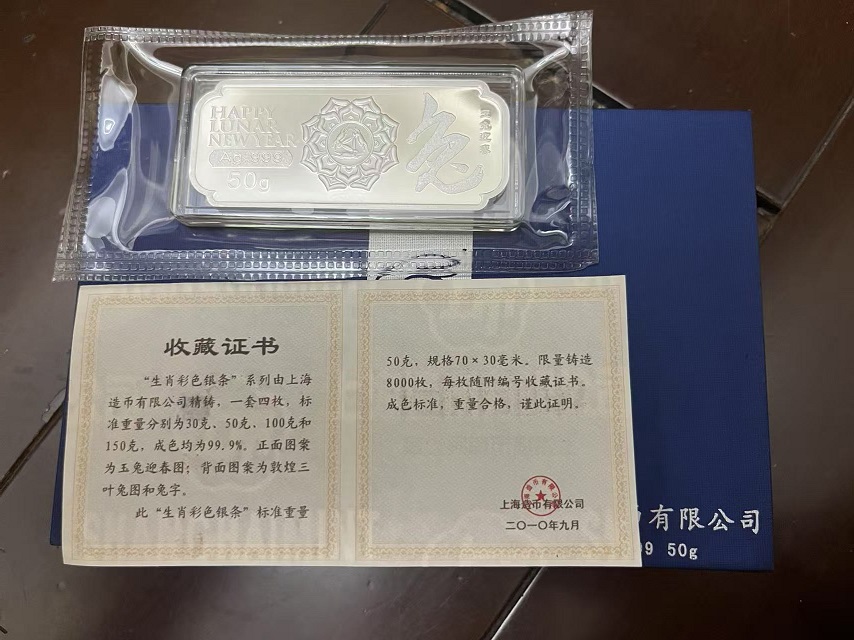 HAPPY
LUNAR
NEW YEAR
Ag.999
50g
兔
收藏证书
“生肖彩色银条”系列由上海
造币有限公司精铸，一套四枚，标
准重量分别为30克、50克、100克和
150克，成色均为99.9%。正面图案
为玉兔迎春图；背面图案为敦煌三
叶兔图和兔字。
此“生肖彩色银条”标准重量
50克，规格70×30毫米。限量铸造
8000枚，每枚随附编号收藏证书。
成色标准，重量合格，谨此证明。
上海造币有限公司
二〇一〇年九月
有限公司
99 50g